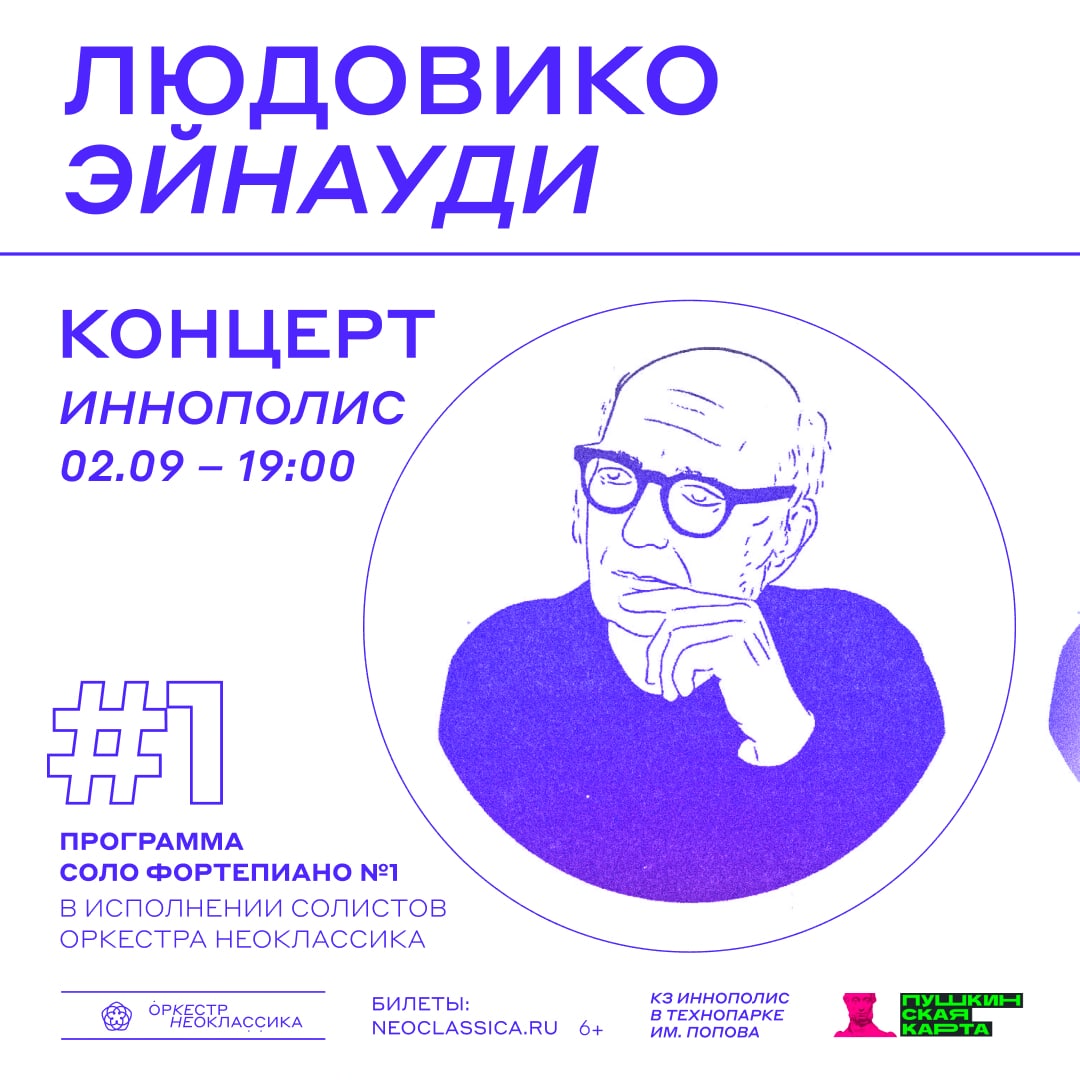 ЛЮДОВИКО
ЭЙНАУДИ
КОНЦЕРТ
ИННОПОЛИС
02.09 – 19:00
#1
ПРОГРАММА
СОЛО ФОРТЕПИАНО №1
В ИСПОЛНЕНИИ СОЛИСТОВ
ОРКЕСТРА НЕОКЛАССИКА
ОРКЕСТР
НЕОКЛАССИКА
БИЛЕТЫ:
NEOCLASSICA.RU 6+
КЗ ИННОПОЛИС
В ТЕХНОПАРКЕ
ИМ. ПОПОВА
ПУШКИН
СКАЯ
КАРТА